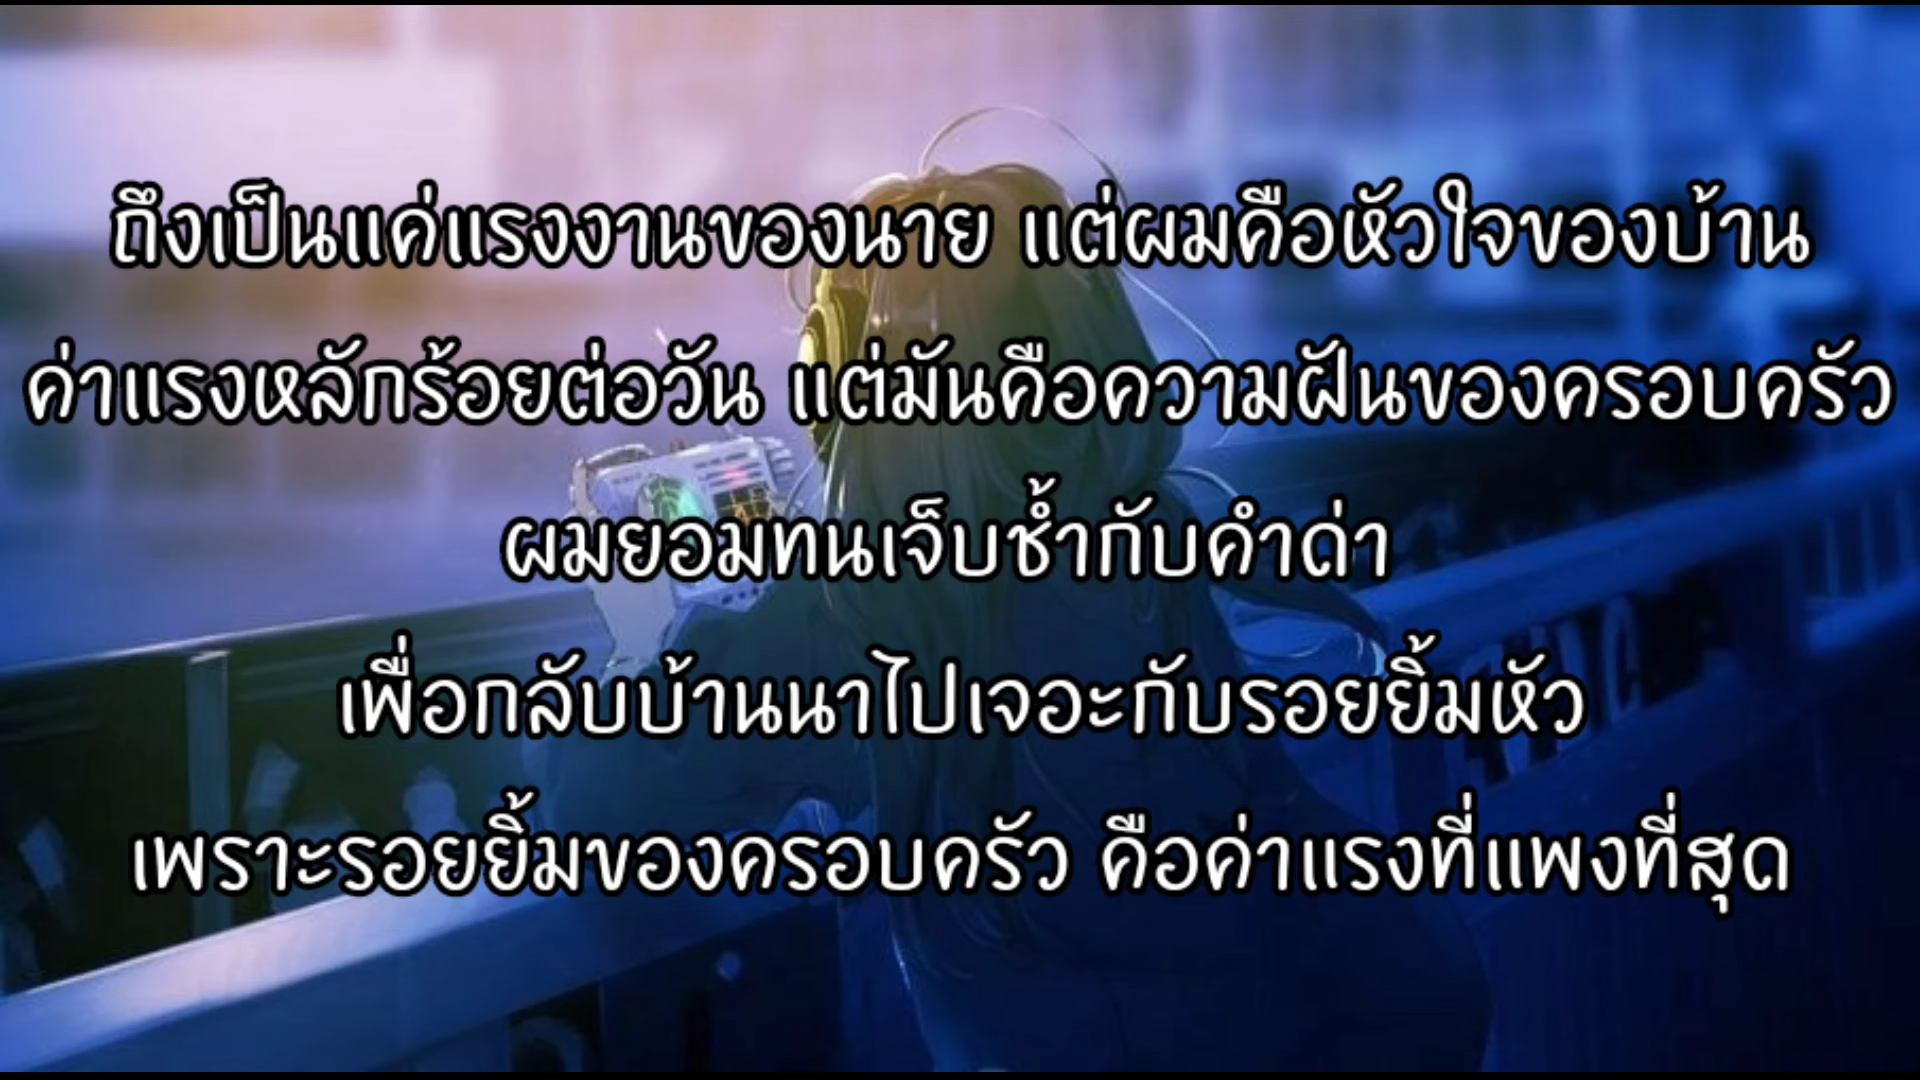 ถึงเป็นแค่แรงงานของนาย แต่ผมคือหัวใจของบ้าน
ค่าแรงหลักร้อยต่อวัน แต่มันคือความฝันของครอบครัว
ผมยอมทนเจ็บช้ำกับคำด่า
เพื่อกลับบ้านนาไปเจอะกับรอยยิ้มหัว
เพราะรอยยิ้มของครอบครัว คือค่าแรงที่แพงที่สุด